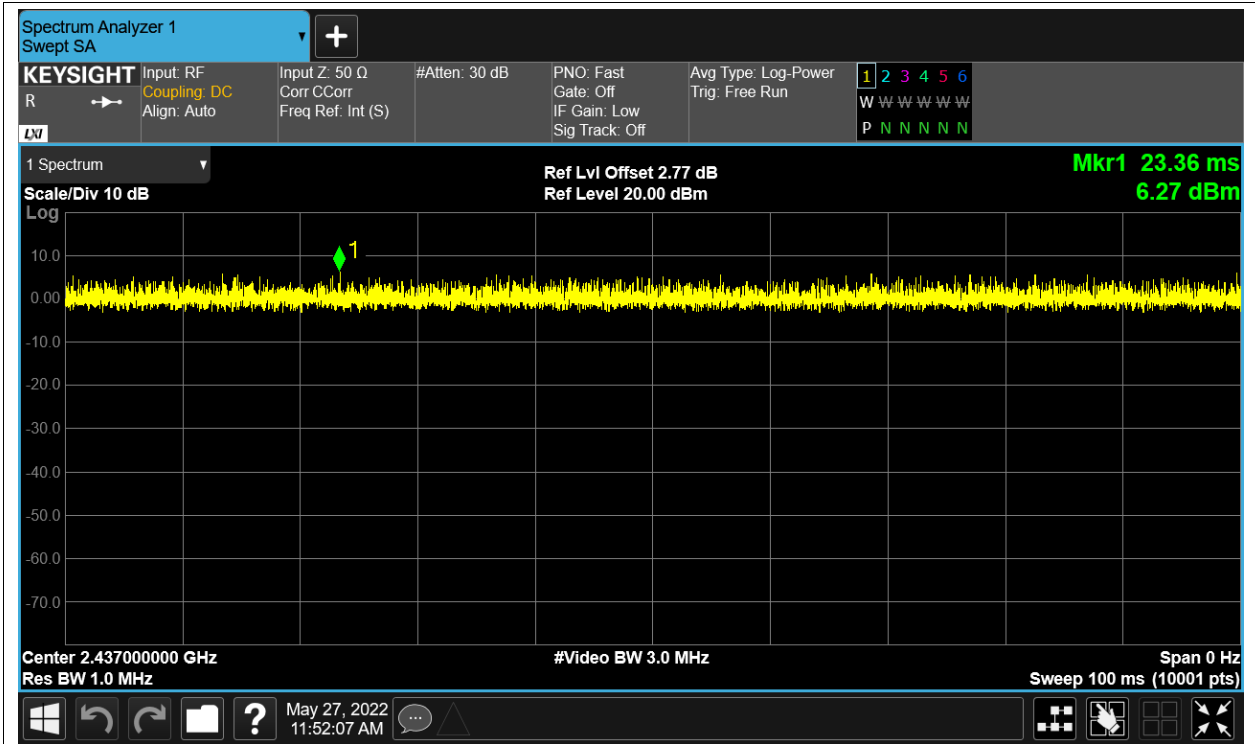 Spectrum Analyzer 1
Swept SA
+
KEYSIGHT
R
LXI
Input: RF
Coupling: DC
Align: Auto
Input Z: 50 Ω
Corr CCorr
Freq Ref: Int (S)
#Atten: 30 dB
PNO: Fast
Gate: Off
IF Gain: Low
Sig Track: Off
Avg Type: Log-Power
Trig: Free Run
1 2 3 4 5 6
W W W W W W
P N N N N N
1 Spectrum
Scale/Div 10 dB
Log
Ref Lvl Offset 2.77 dB
Ref Level 20.00 dBm
Mkr1 23.36 ms
6.27 dBm
1
10.0
0.00
-10.0
-20.0
-30.0
-40.0
-50.0
-60.0
-70.0
Center 2.437000000 GHz
Res BW 1.0 MHz
#Video BW 3.0 MHz
Span 0 Hz
Sweep 100 ms (10001 pts)
?
May 27, 2022
11:52:07 AM